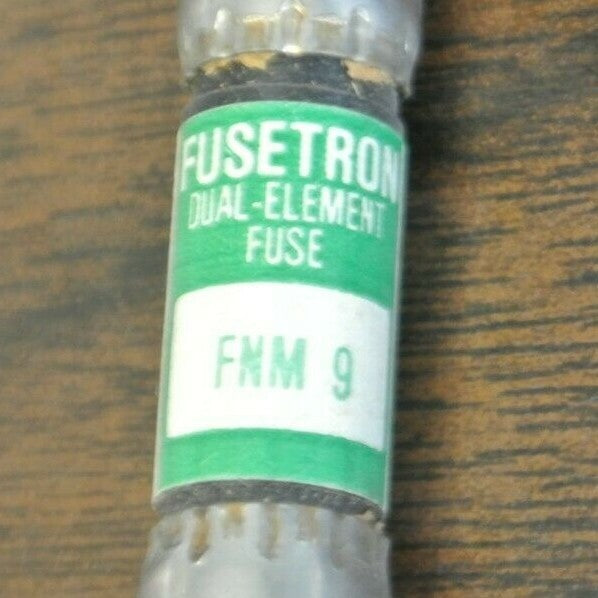 FUSETRON
DUAL-ELEMENT
FUSE
FNM 9